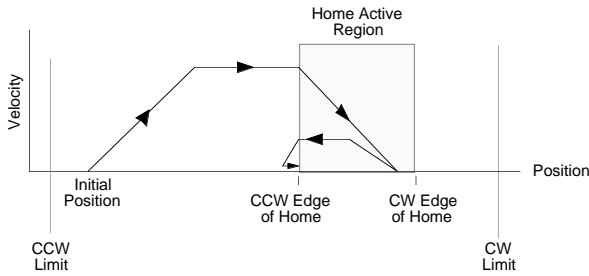 Home Active
Region
Velocity
Position
Initial
Position
CCW Edge
of Home
CW Edge
of Home
CCW
Limit
CW
Limit